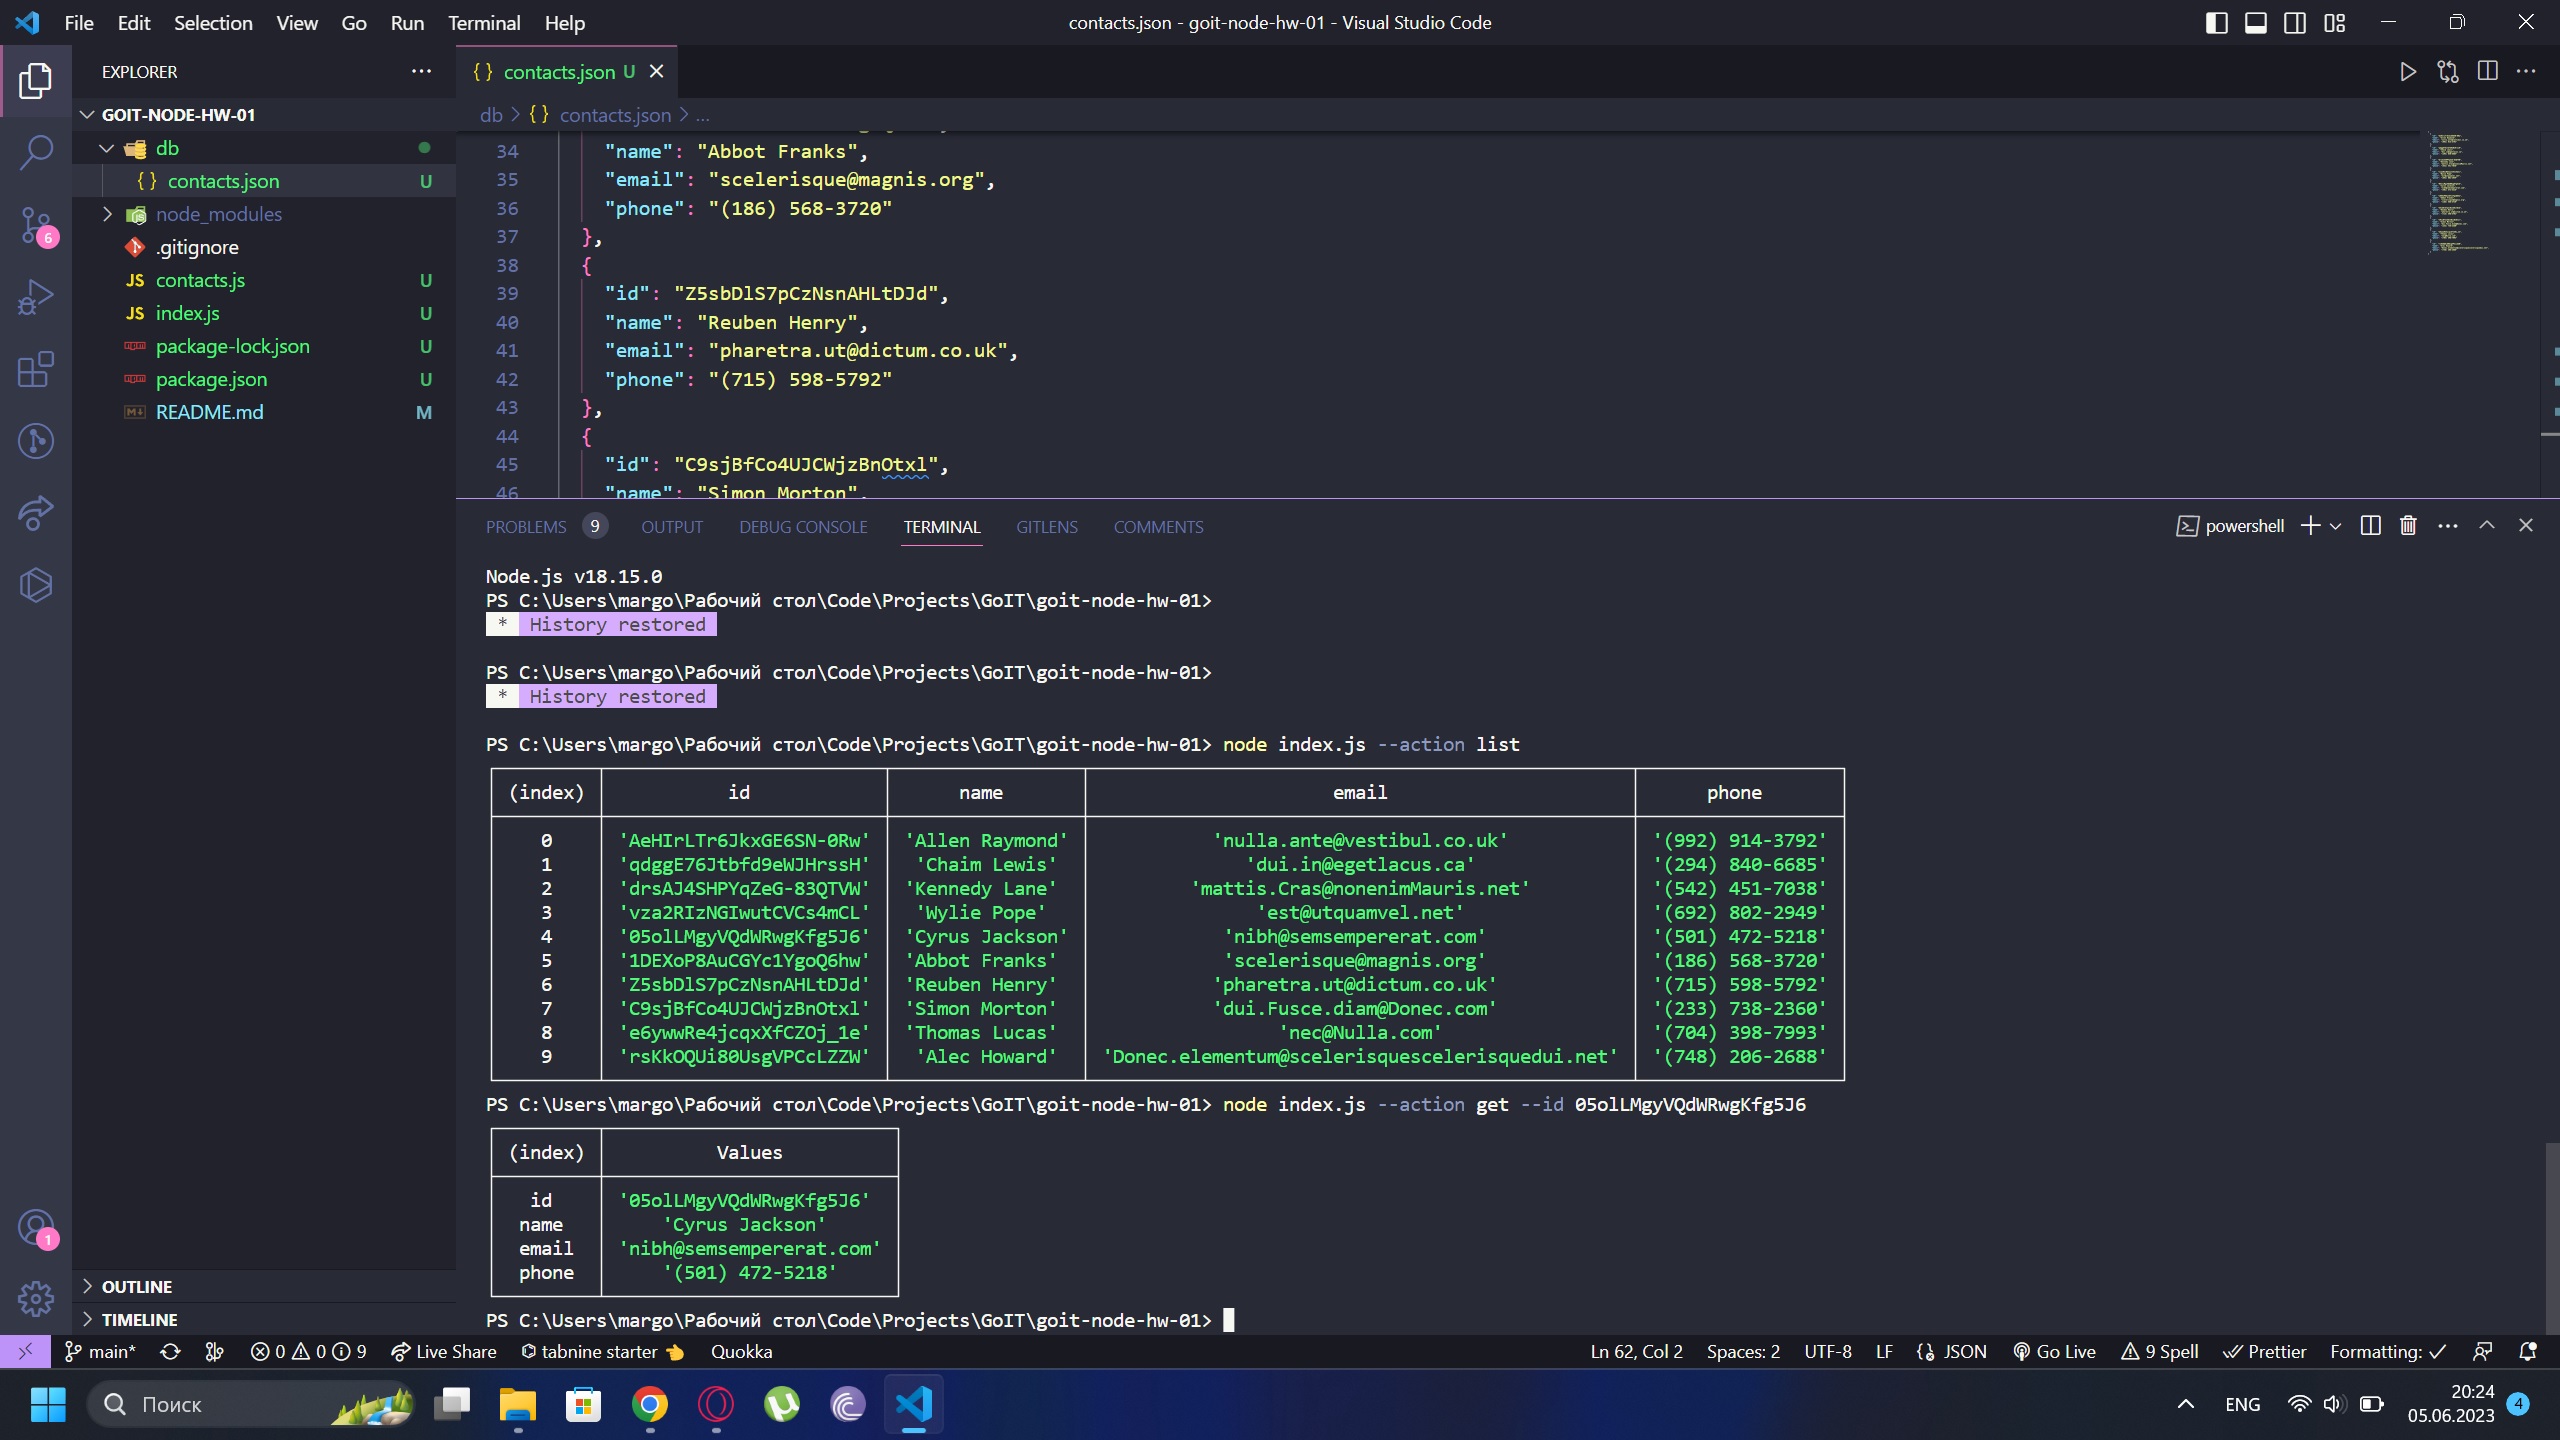 File Edit Selection View Go Run Terminal Help
contacts.json - goit-node-hw-01 - Visual Studio Code
EXPLORER
GOIT-NODE-HW-01
db
contacts.json U
node_modules
.gitignore
JS contacts.js U
JS index.js U
package-lock.json U
package.json U
README.md M
6
1
OUTLINE
TIMELINE
{ } contacts.json U
db > { } contacts.json > ...
34 "name": "Abbot Franks",
35 "email": "scelerisque@magnis.org",
36 "phone": "(186) 568-3720"
37 },
38 {
39 "id": "Z5sbDlS7pCzNsnAHLtDJd",
40 "name": "Reuben Henry",
41 "email": "pharetra.ut@dictum.co.uk",
42 "phone": "(715) 598-5792"
43 },
44 {
45 "id": "C9sjBfCo4UJCWjzBnOtxl",
46 "name": "Simon Morton",
PROBLEMS 9 OUTPUT DEBUG CONSOLE TERMINAL GITLENS COMMENTS
powershell
Node.js v18.15.0
PS C:\Users\margo\Рабочий стол\Code\Projects\GoIT\goit-node-hw-01>
* History restored
PS C:\Users\margo\Рабочий стол\Code\Projects\GoIT\goit-node-hw-01>
* History restored
PS C:\Users\margo\Рабочий стол\Code\Projects\GoIT\goit-node-hw-01> node index.js --action list
(index) id name email phone
0 'AeHIrLTr6JkxGE6SN-0Rw' 'Allen Raymond' 'nulla.ante@vestibul.co.uk' '(992) 914-3792'
1 'qdggE76Jtbfd9eWJHrssH' 'Chaim Lewis' 'dui.in@egetlacus.ca' '(294) 840-6685'
2 'drsAJ4SHPYqZeG-83QTVW' 'Kennedy Lane' 'mattis.Cras@nonenimMauris.net' '(542) 451-7038'
3 'vza2RIzNGIwutCVCs4mCL' 'Wylie Pope' 'est@utquamvel.net' '(692) 802-2949'
4 '05olLMgyVQdWRwgKfg5J6' 'Cyrus Jackson' 'nibh@semsempererat.com' '(501) 472-5218'
5 '1DEXoP8AuCGYc1YgoQ6hw' 'Abbot Franks' 'scelerisque@magnis.org' '(186) 568-3720'
6 'Z5sbDlS7pCzNsnAHLtDJd' 'Reuben Henry' 'pharetra.ut@dictum.co.uk' '(715) 598-5792'
7 'C9sjBfCo4UJCWjzBnOtxl' 'Simon Morton' 'dui.Fusce.diam@Donec.com' '(233) 738-2360'
8 'e6ywwRe4jcqxXfCZOj_1e' 'Thomas Lucas' 'nec@Nulla.com' '(704) 398-7993'
9 'rsKkOQUi80UsgVPCcLZZW' 'Alec Howard' 'Donec.elementum@scelerisquescelerisquedui.net' '(748) 206-2688'
PS C:\Users\margo\Рабочий стол\Code\Projects\GoIT\goit-node-hw-01> node index.js --action get --id 05olLMgyVQdWRwgKfg5J6
(index) Values
id '05olLMgyVQdWRwgKfg5J6'
name 'Cyrus Jackson'
email 'nibh@semsempererat.com'
phone '(501) 472-5218'
PS C:\Users\margo\Рабочий стол\Code\Projects\GoIT\goit-node-hw-01>
main* 0 0 9 Live Share tabnine starter Quokka
Ln 62, Col 2 Spaces: 2 UTF-8 LF JSON Go Live 9 Spell Prettier Formatting:
Поиск
ENG
20:24
05.06.2023
4